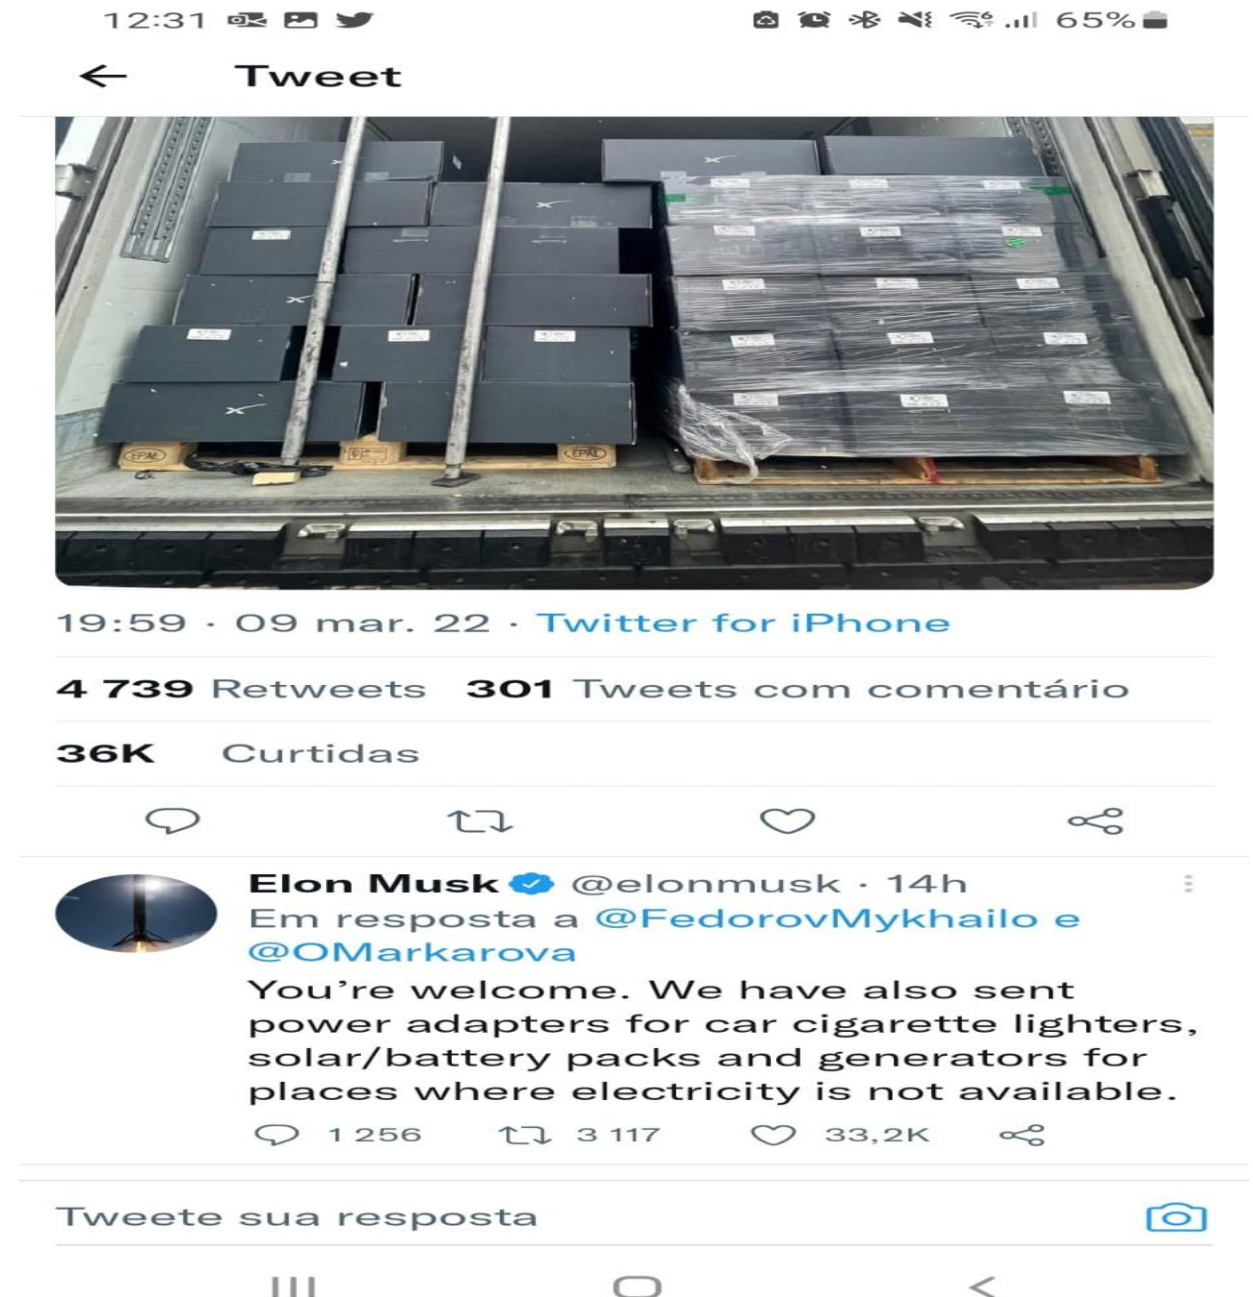 12:31 65%
Tweet
EPAL EPAL
19:59 · 09 mar. 22 · Twitter for iPhone
4 739 Retweets 301 Tweets com comentário
36K Curtidas
Elon Musk @elonmusk · 14h
Em resposta a @FedorovMykhailo e
@OMarkarova
You’re welcome. We have also sent
power adapters for car cigarette lighters,
solar/battery packs and generators for
places where electricity is not available.
1 256 3 117 33,2K
Tweete sua resposta